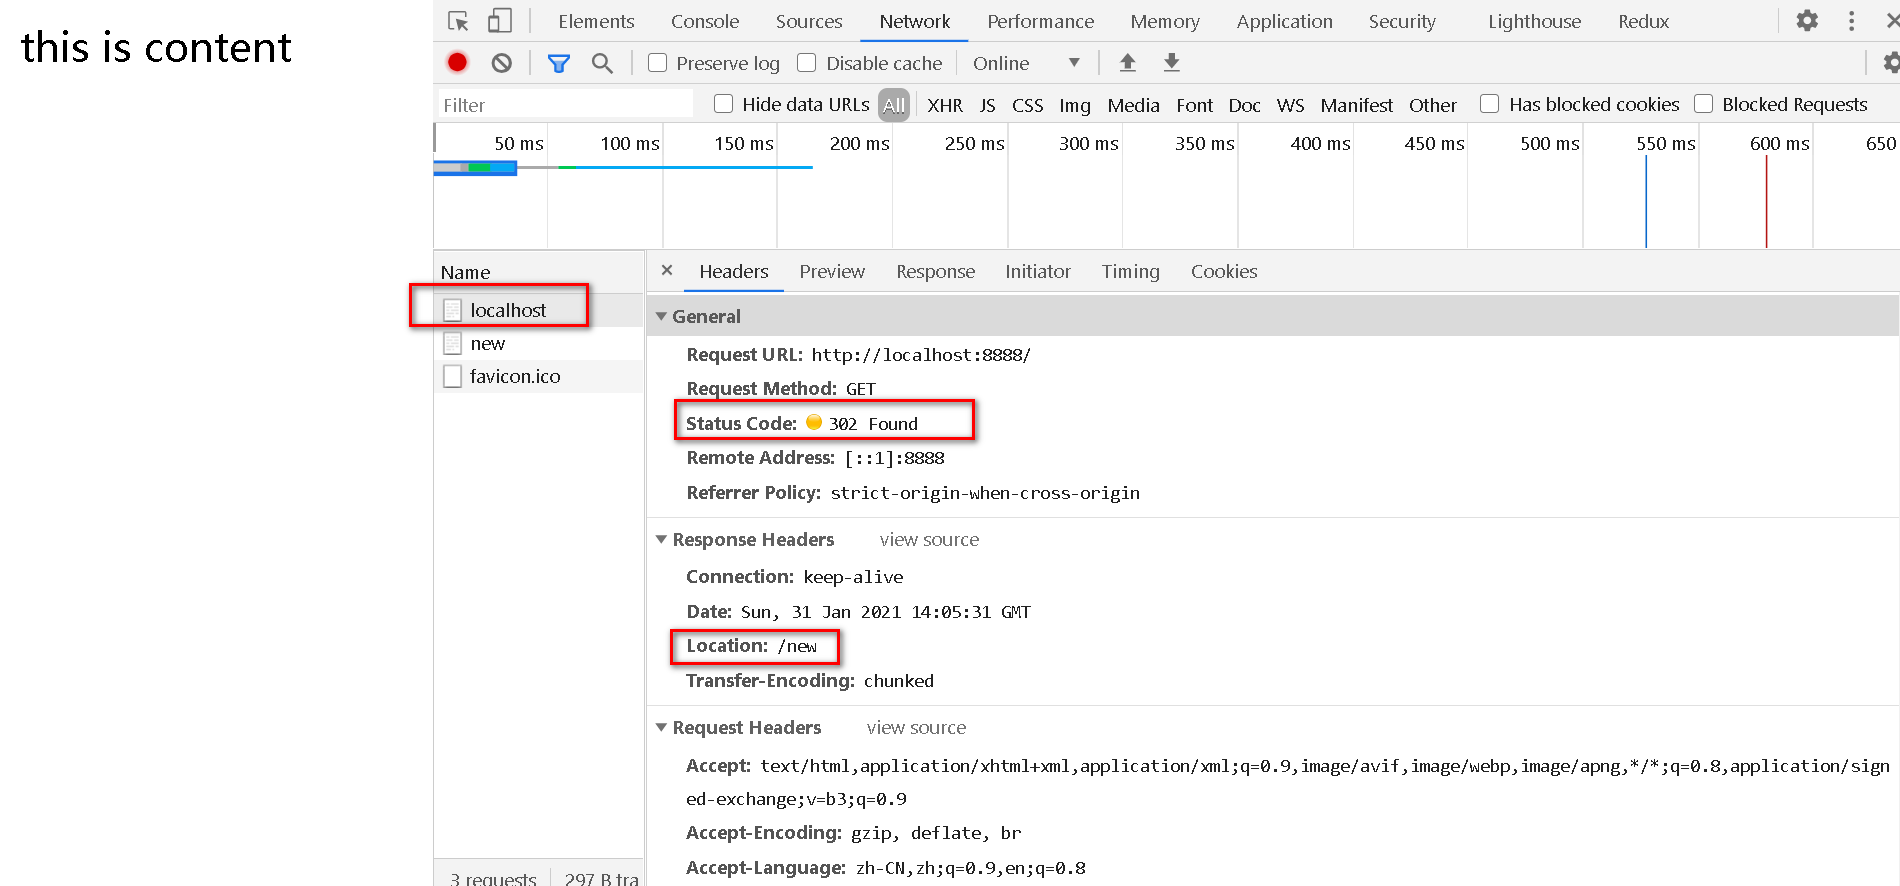 this is content
Elements Console Sources Network Performance Memory Application Security Lighthouse Redux
Preserve log Disable cache Online
Filter Hide data URLs All XHR JS CSS Img Media Font Doc WS Manifest Other Has blocked cookies Blocked Requests
50 ms 100 ms 150 ms 200 ms 250 ms 300 ms 350 ms 400 ms 450 ms 500 ms 550 ms 600 ms 650
Name
localhost
new
favicon.ico
3 requests 297 B tra
× Headers Preview Response Initiator Timing Cookies
General
Request URL: http://localhost:8888/
Request Method: GET
Status Code: 302 Found
Remote Address: [::1]:8888
Referrer Policy: strict-origin-when-cross-origin
Response Headers view source
Connection: keep-alive
Date: Sun, 31 Jan 2021 14:05:31 GMT
Location: /new
Transfer-Encoding: chunked
Request Headers view source
Accept: text/html,application/xhtml+xml,application/xml;q=0.9,image/avif,image/webp,image/apng,*/*;q=0.8,application/sign
ed-exchange;v=b3;q=0.9
Accept-Encoding: gzip, deflate, br
Accept-Language: zh-CN,zh;q=0.9,en;q=0.8